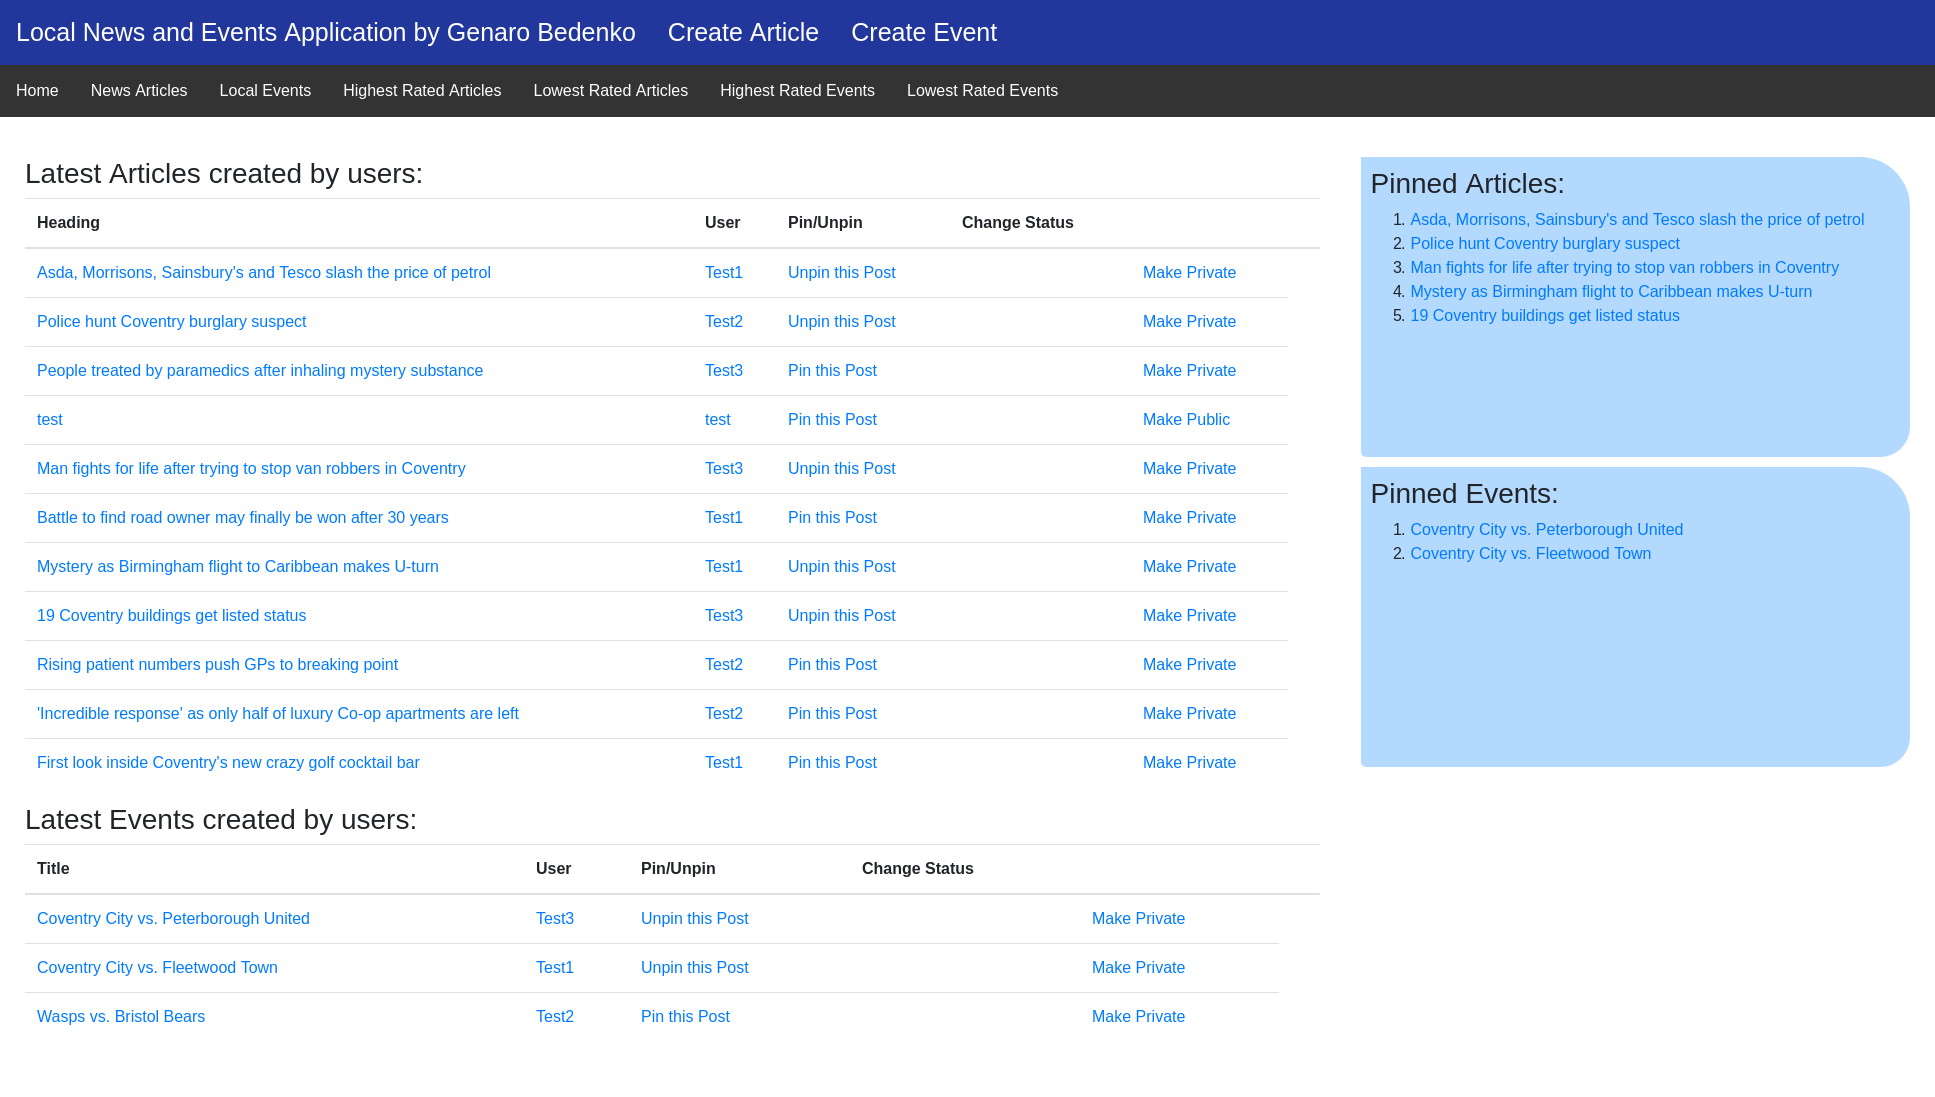 Local News and Events Application by Genaro Bedenko Create Article Create Event
Home News Articles Local Events Highest Rated Articles Lowest Rated Articles Highest Rated Events Lowest Rated Events
Latest Articles created by users:
Heading User Pin/Unpin Change Status
Asda, Morrisons, Sainsbury's and Tesco slash the price of petrol Test1 Unpin this Post Make Private
Police hunt Coventry burglary suspect Test2 Unpin this Post Make Private
People treated by paramedics after inhaling mystery substance Test3 Pin this Post Make Private
test test Pin this Post Make Public
Man fights for life after trying to stop van robbers in Coventry Test3 Unpin this Post Make Private
Battle to find road owner may finally be won after 30 years Test1 Pin this Post Make Private
Mystery as Birmingham flight to Caribbean makes U-turn Test1 Unpin this Post Make Private
19 Coventry buildings get listed status Test3 Unpin this Post Make Private
Rising patient numbers push GPs to breaking point Test2 Pin this Post Make Private
'Incredible response' as only half of luxury Co-op apartments are left Test2 Pin this Post Make Private
First look inside Coventry's new crazy golf cocktail bar Test1 Pin this Post Make Private
Latest Events created by users:
Title User Pin/Unpin Change Status
Coventry City vs. Peterborough United Test3 Unpin this Post Make Private
Coventry City vs. Fleetwood Town Test1 Unpin this Post Make Private
Wasps vs. Bristol Bears Test2 Pin this Post Make Private
Pinned Articles:
1. Asda, Morrisons, Sainsbury's and Tesco slash the price of petrol
2. Police hunt Coventry burglary suspect
3. Man fights for life after trying to stop van robbers in Coventry
4. Mystery as Birmingham flight to Caribbean makes U-turn
5. 19 Coventry buildings get listed status
Pinned Events:
1. Coventry City vs. Peterborough United
2. Coventry City vs. Fleetwood Town